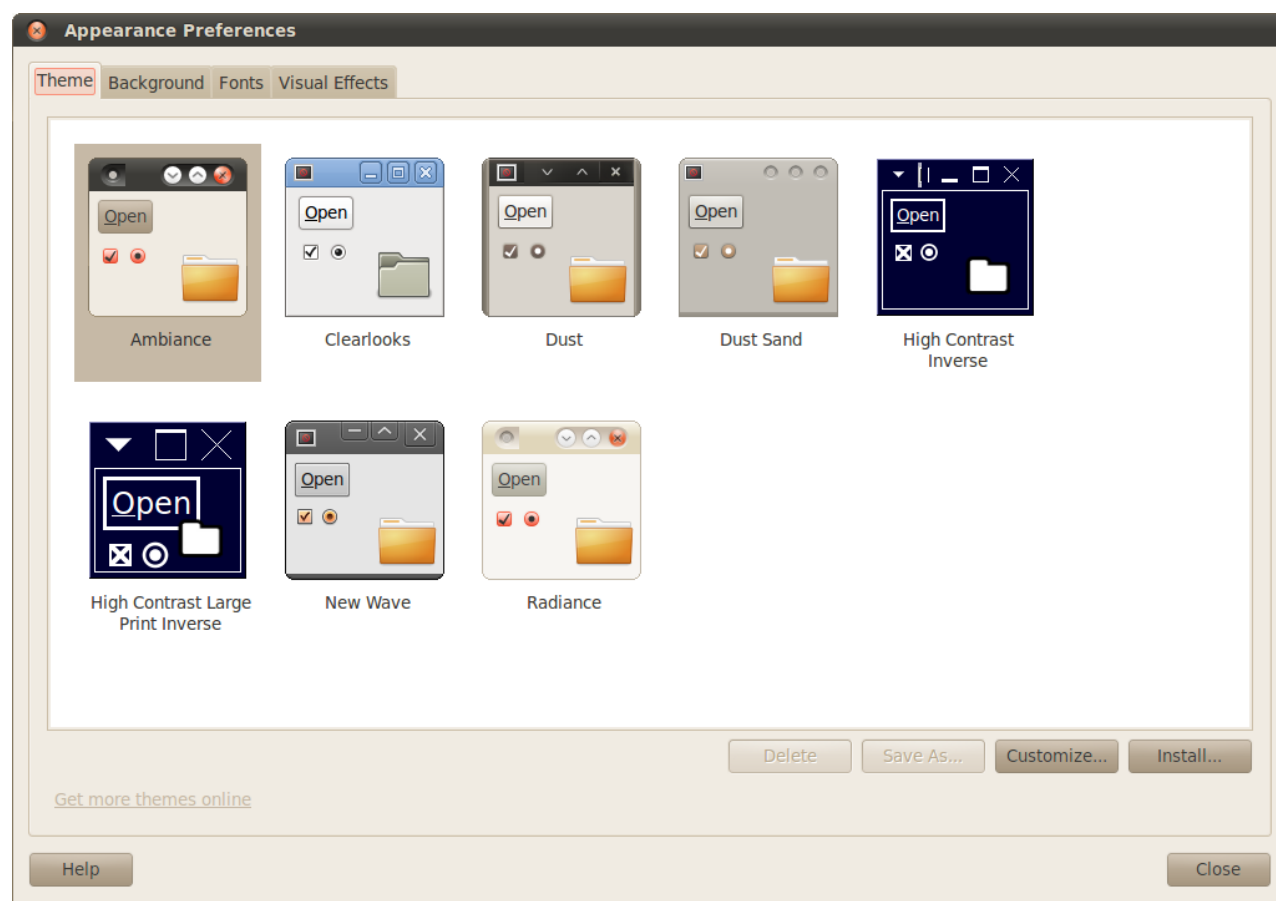 Appearance Preferences
Theme Background Fonts Visual Effects
Open Open Open Open Open
Ambiance Clearlooks Dust Dust Sand High Contrast
Inverse
Open Open Open
High Contrast Large New Wave Radiance
Print Inverse
Delete Save As... Customize... Install...
Get more themes online
Help Close